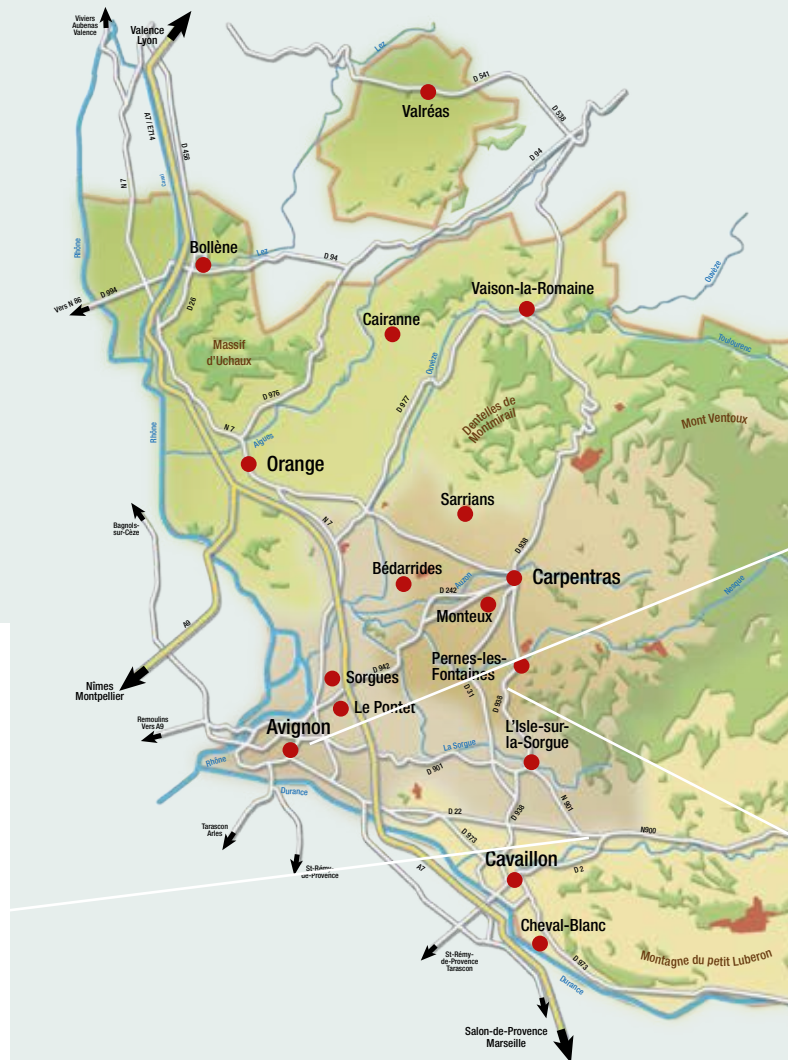 Viviers
Aubenas
Valence
Valence
Lyon
Lez
D 541
Valréas
D 538
A7 / E714
D 458
N 7
Canal
D 94
Rhône
Bollène
Lez
D 94
Ouvèze
Vers N 86
D 994
D 26
Vaison-la-Romaine
Cairanne
Toulourenc
Massif
d'Uchaux
Ouvèze
D 976
D 977
Dentelles de
Montmirail
Mont Ventoux
Rhône
N 7
Aigues
Orange
Sarrians
Bagnols-
sur-Cèze
N 7
D 938
Bédarrides
Auzon
Carpentras
D 242
Nesque
Monteux
A9
Nîmes
Montpellier
Sorgues
D 942
Pernes-les-
Fontaines
D 31
D 938
Le Pontet
Remoulins
Vers A9
Avignon
L'Isle-sur-
la-Sorgue
La Sorgue
Rhône
D 901
Durance
N 901
D 22
D 938
Tarascon
Arles
D 973
N900
St-Rémy-
de-Provence
Cavaillon
A7
D 2
Cheval-Blanc
St-Rémy-
de-Provence
Tarascon
D 973
Montagne du petit Luberon
Durance
Salon-de-Provence
Marseille